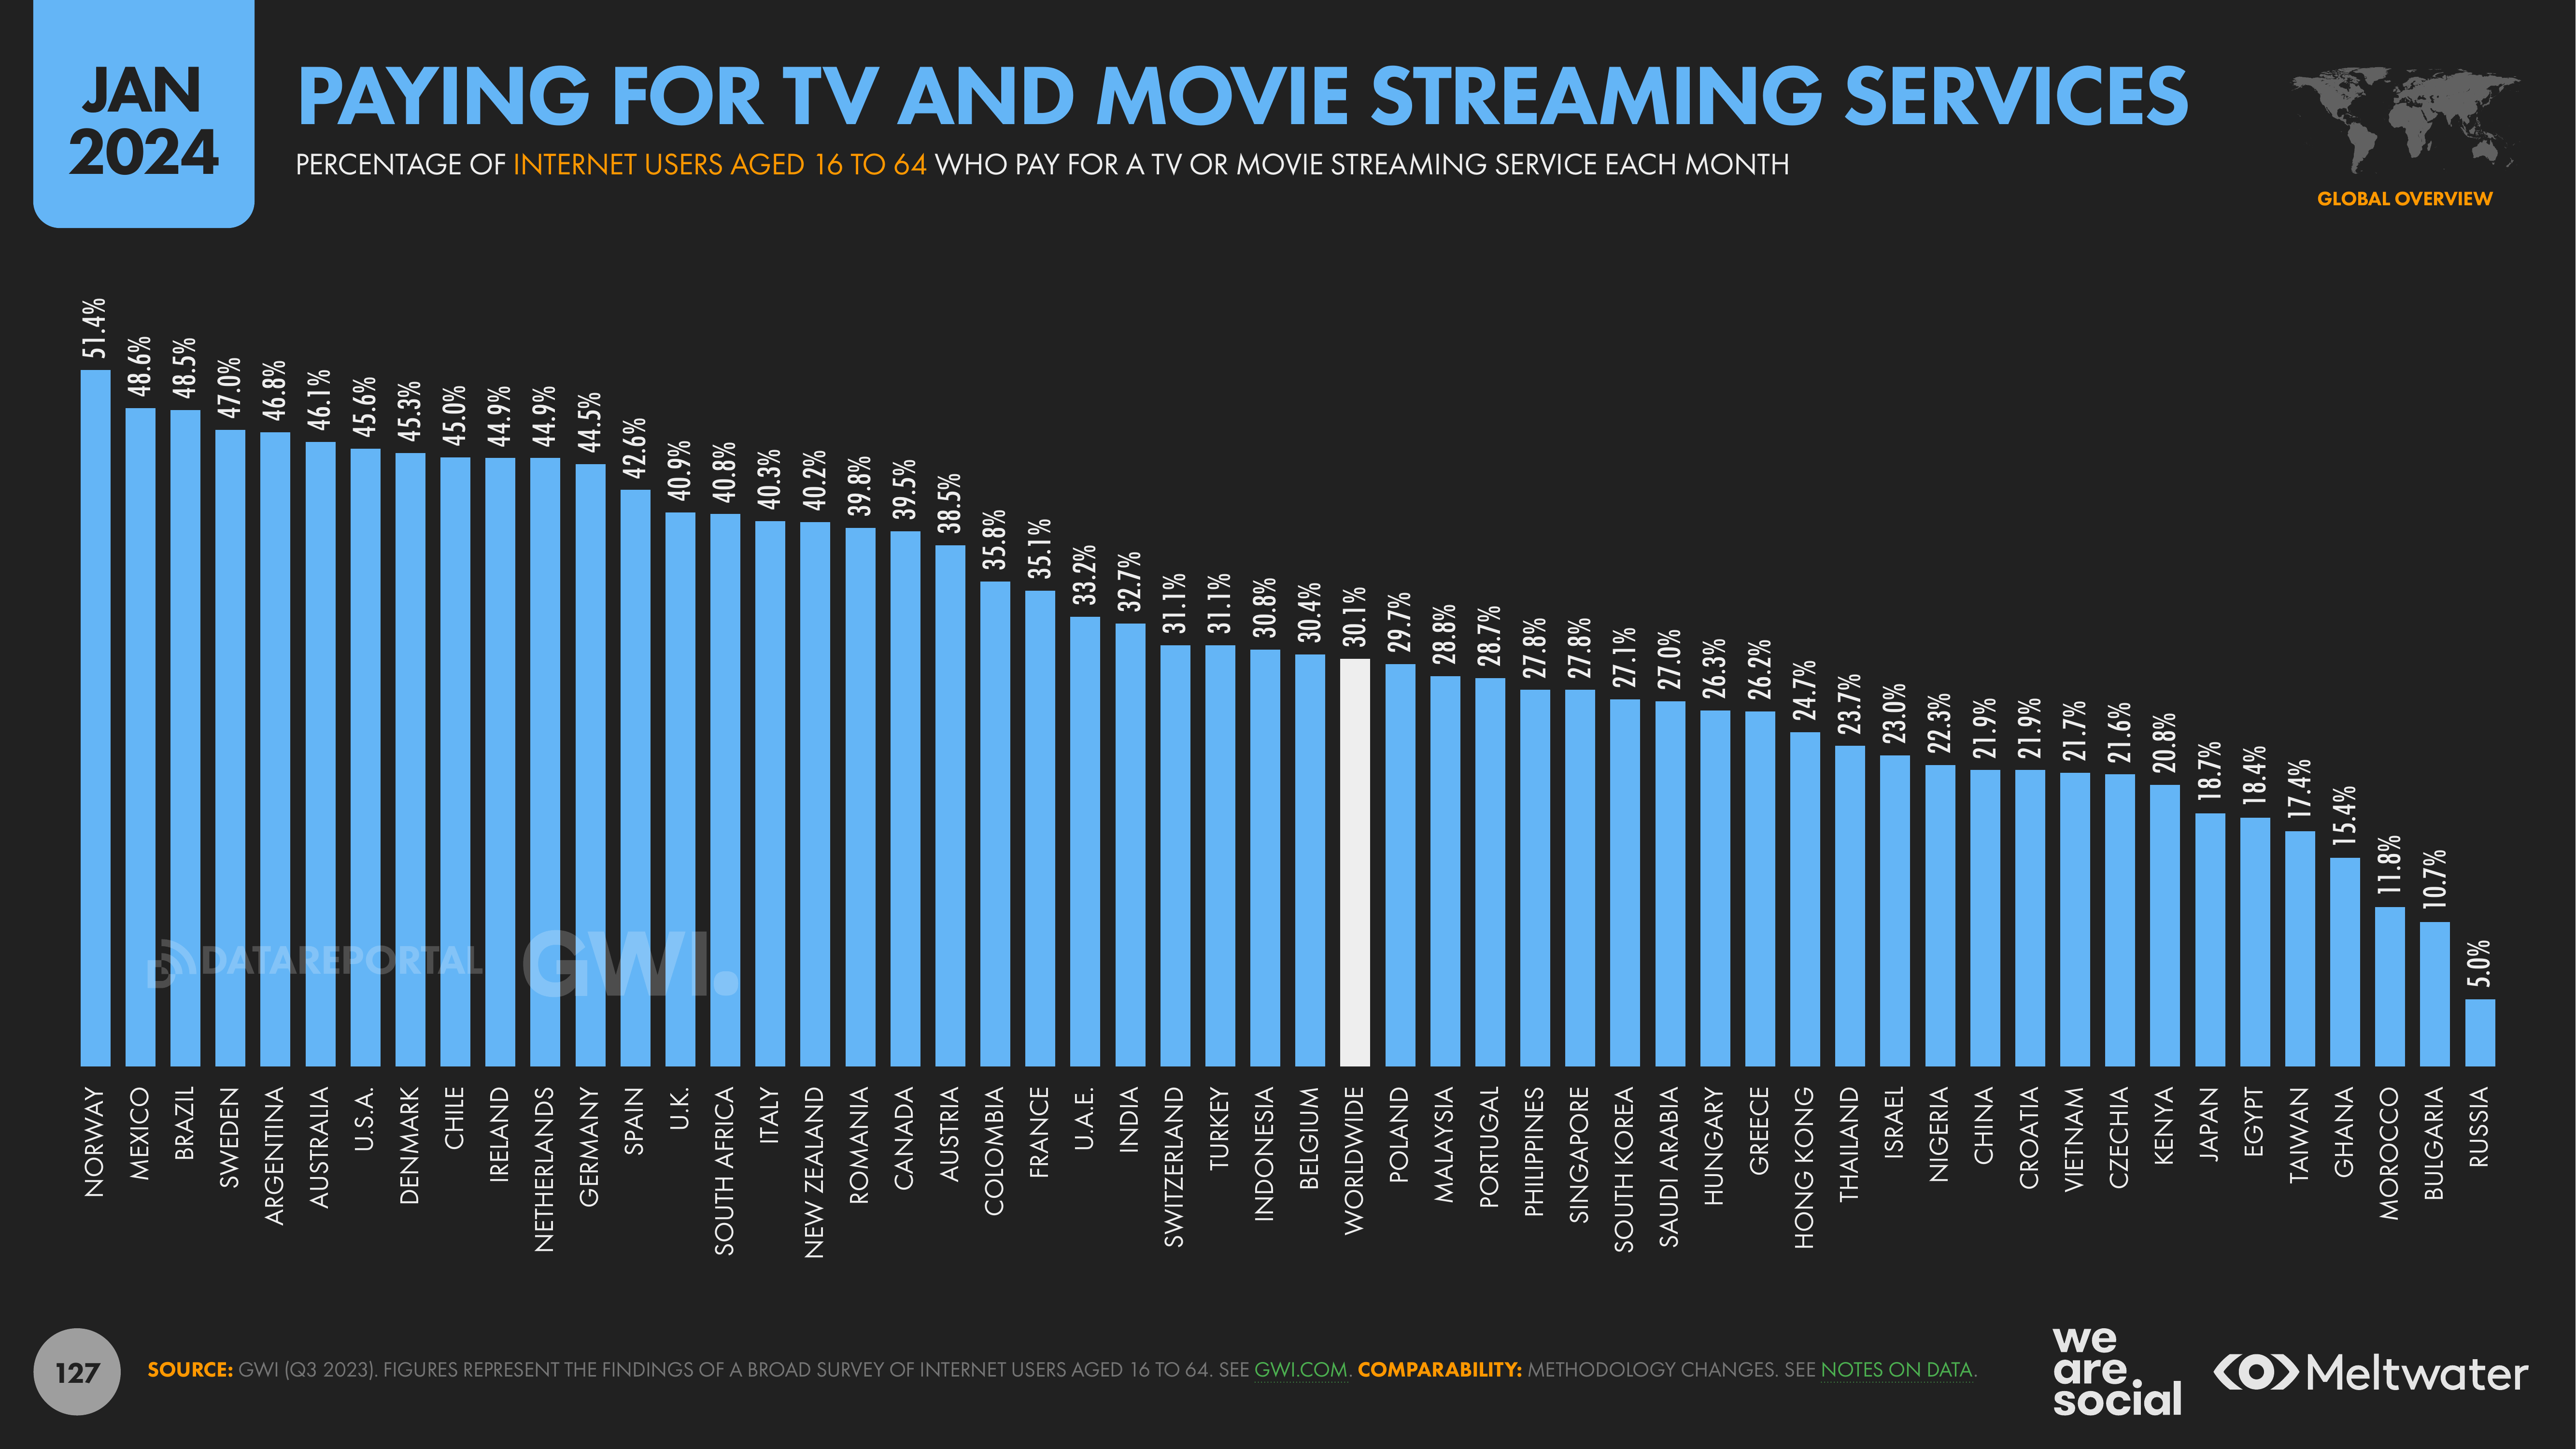 JAN
2024
PAYING FOR TV AND MOVIE STREAMING SERVICES
PERCENTAGE OF INTERNET USERS AGED 16 TO 64 WHO PAY FOR A TV OR MOVIE STREAMING SERVICE EACH MONTH
GLOBAL OVERVIEW
51.4%
48.6%
48.5%
47.0%
46.8%
46.1%
45.6%
45.3%
45.0%
44.9%
44.9%
44.5%
42.6%
40.9%
40.8%
40.3%
40.2%
39.8%
39.5%
38.5%
35.8%
35.1%
33.2%
32.7%
31.1%
31.1%
30.8%
30.4%
30.1%
29.7%
28.8%
28.7%
27.8%
27.8%
27.1%
27.0%
26.3%
26.2%
24.7%
23.7%
23.0%
22.3%
21.9%
21.9%
21.7%
21.6%
20.8%
18.7%
18.4%
17.4%
15.4%
11.8%
10.7%
5.0%
DATAREPORTAL
GWI.
NORWAY
MEXICO
BRAZIL
SWEDEN
ARGENTINA
AUSTRALIA
U.S.A.
DENMARK
CHILE
IRELAND
NETHERLANDS
GERMANY
SPAIN
U.K.
SOUTH AFRICA
ITALY
NEW ZEALAND
ROMANIA
CANADA
AUSTRIA
COLOMBIA
FRANCE
U.A.E.
INDIA
SWITZERLAND
TURKEY
INDONESIA
BELGIUM
WORLDWIDE
POLAND
MALAYSIA
PORTUGAL
PHILIPPINES
SINGAPORE
SOUTH KOREA
SAUDI ARABIA
HUNGARY
GREECE
HONG KONG
THAILAND
ISRAEL
NIGERIA
CHINA
CROATIA
VIETNAM
CZECHIA
KENYA
JAPAN
EGYPT
TAIWAN
GHANA
MOROCCO
BULGARIA
RUSSIA
127
SOURCE: GWI (Q3 2023). FIGURES REPRESENT THE FINDINGS OF A BROAD SURVEY OF INTERNET USERS AGED 16 TO 64. SEE GWI.COM. COMPARABILITY: METHODOLOGY CHANGES. SEE NOTES ON DATA.
we
are
social
Meltwater